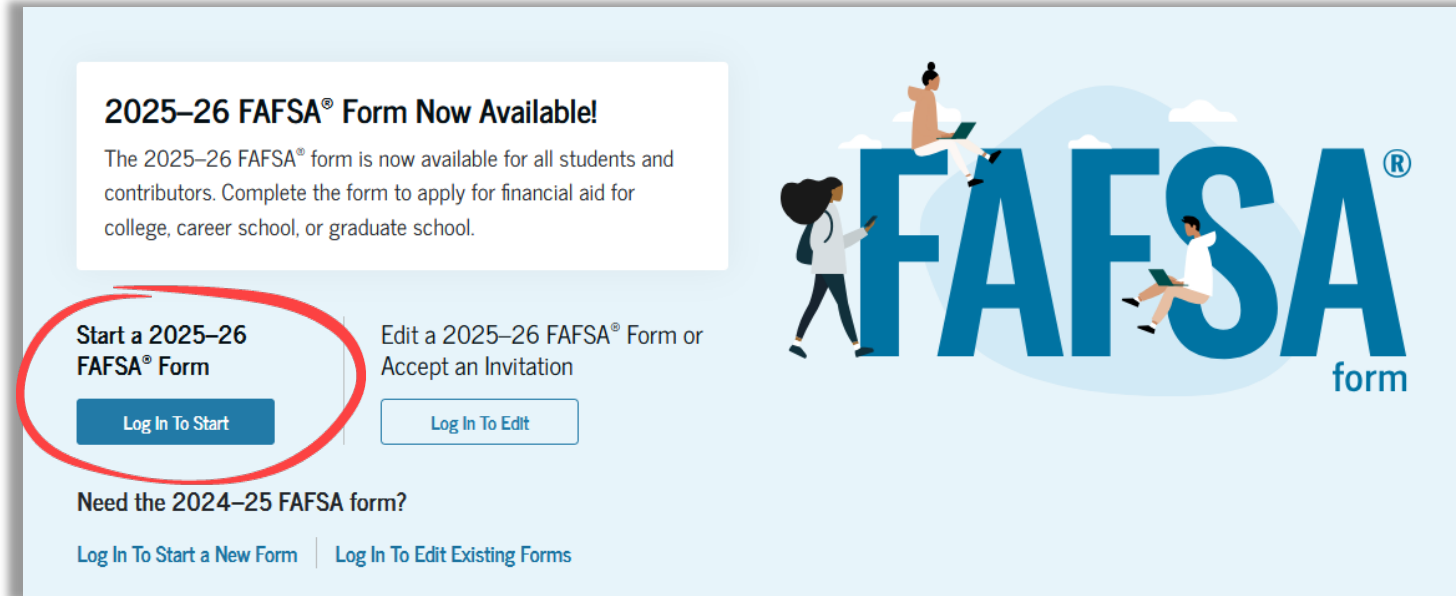 2025–26 FAFSA® Form Now Available!
The 2025–26 FAFSA® form is now available for all students and
contributors. Complete the form to apply for financial aid for
college, career school, or graduate school.
Start a 2025–26
FAFSA® Form
Log In To Start
Edit a 2025–26 FAFSA® Form or
Accept an Invitation
Log In To Edit
Need the 2024–25 FAFSA form?
Log In To Start a New Form
Log In To Edit Existing Forms
FAFSA®
form